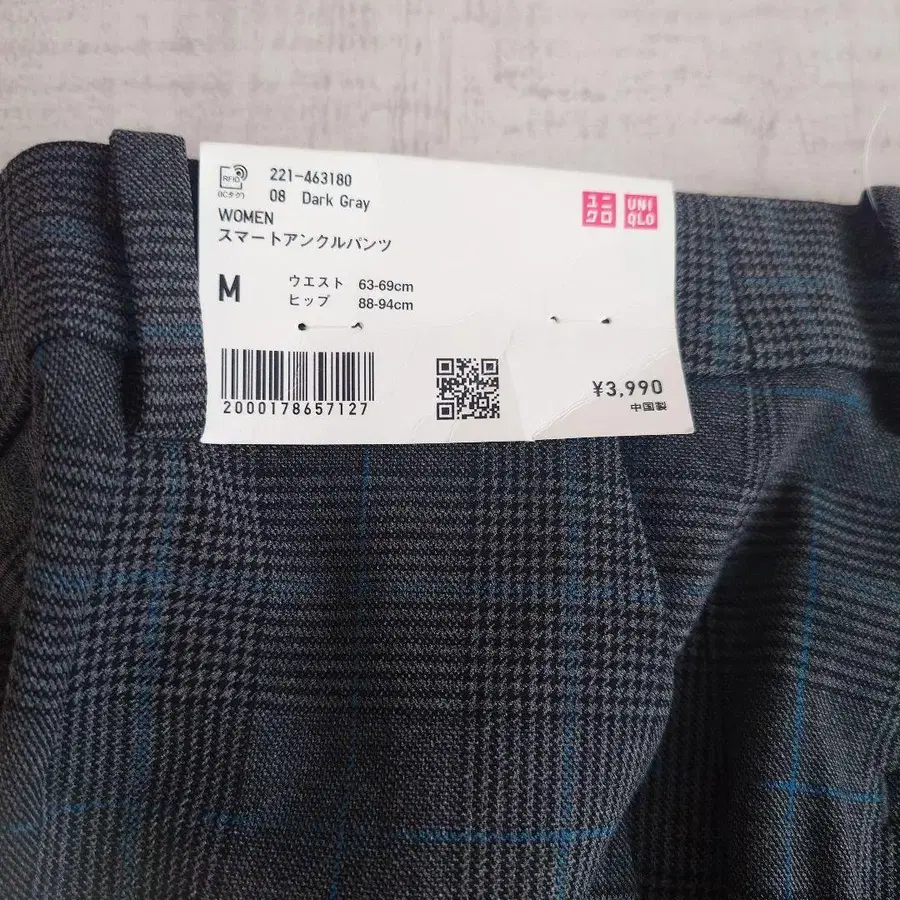 RFID
(ICタグ)
221-463180
08 Dark Gray
WOMEN
スマートアンクルパンツ
ユニクロ
UNIQLO
M
ウエスト 63-69cm
ヒップ 88-94cm
2000178657127
¥3,990
中国製